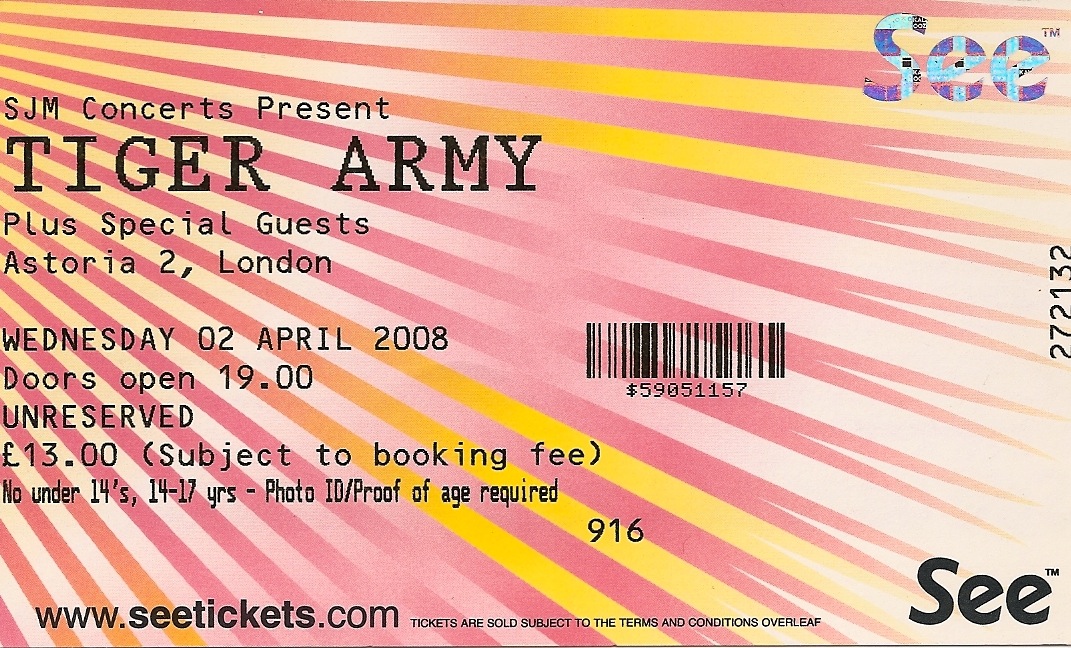 See™
SJM Concerts Present
TIGER ARMY
Plus Special Guests
Astoria 2, London
WEDNESDAY 02 APRIL 2008
Doors open 19.00
UNRESERVED
£13.00 (Subject to booking fee)
No under 14's, 14-17 yrs - Photo ID/Proof of age required
$59051157
916
272132
www.seetickets.com
TICKETS ARE SOLD SUBJECT TO THE TERMS AND CONDITIONS OVERLEAF
See™